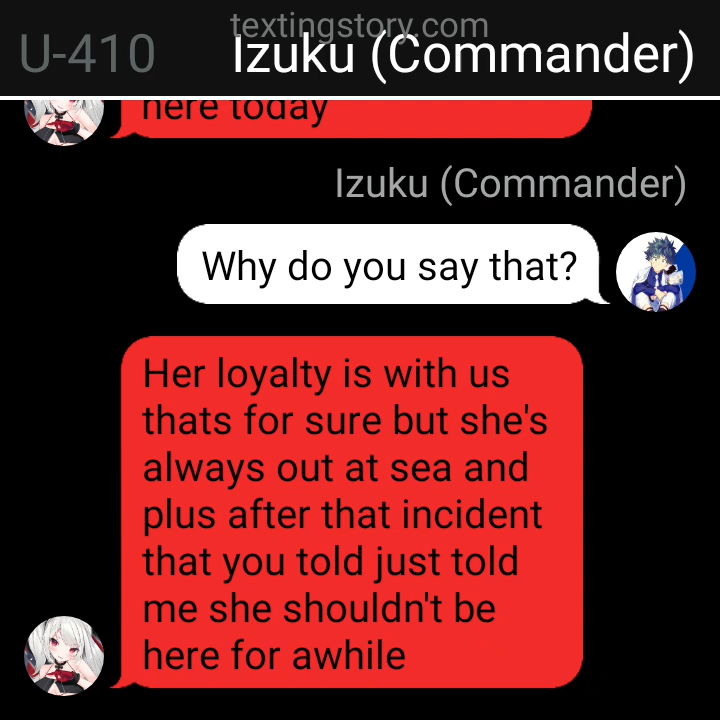 textingstory.com
U-410 Izuku (Commander)
here today
Izuku (Commander)
Why do you say that?
Her loyalty is with us
thats for sure but she's
always out at sea and
plus after that incident
that you told just told
me she shouldn't be
here for awhile